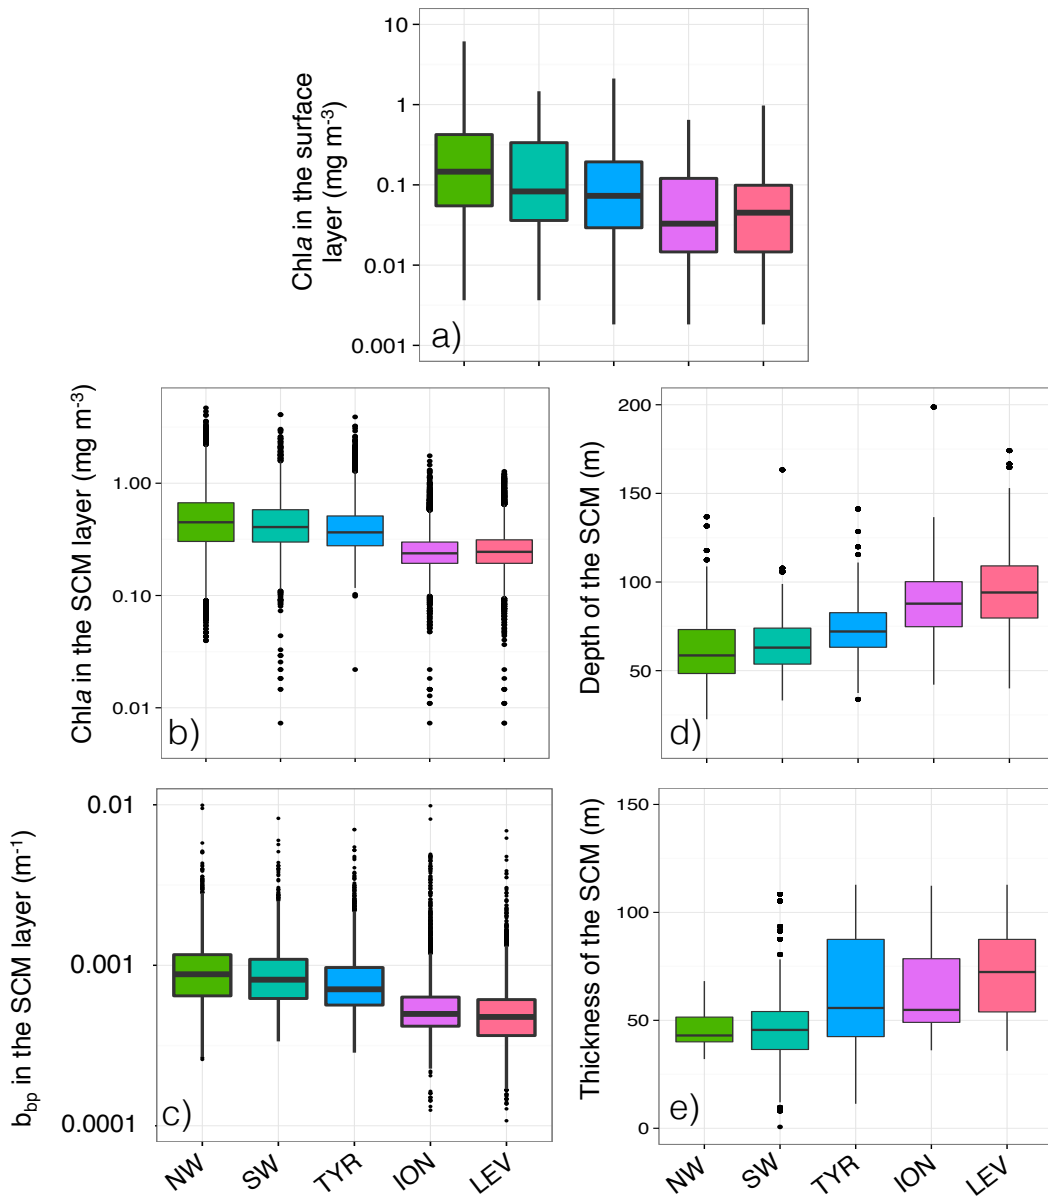 Chla in the surface
layer (mg m-3)
10
1
0.1
0.01
0.001
a)
Chla in the SCM layer (mg m-3)
1.00
0.10
0.01
b)
Depth of the SCM (m)
200
150
100
50
d)
bbp in the SCM layer (m-1)
0.01
0.001
0.0001
c)
NW
SW
TYR
ION
LEV
Thickness of the SCM (m)
150
100
50
0
e)
NW
SW
TYR
ION
LEV